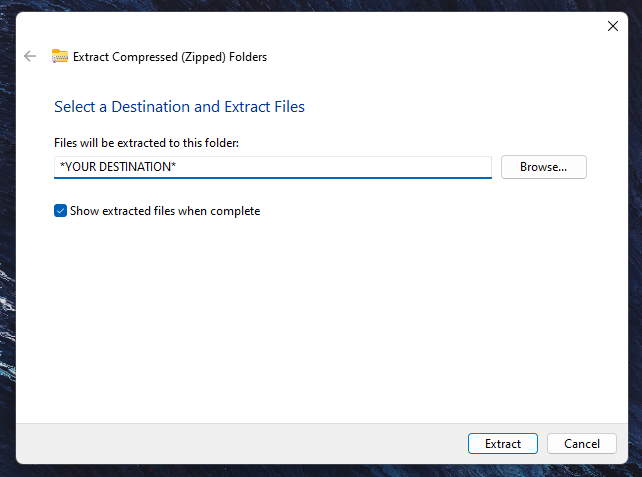 Extract Compressed (Zipped) Folders
Select a Destination and Extract Files
Files will be extracted to this folder:
*YOUR DESTINATION*
Browse...
Show extracted files when complete
Extract
Cancel